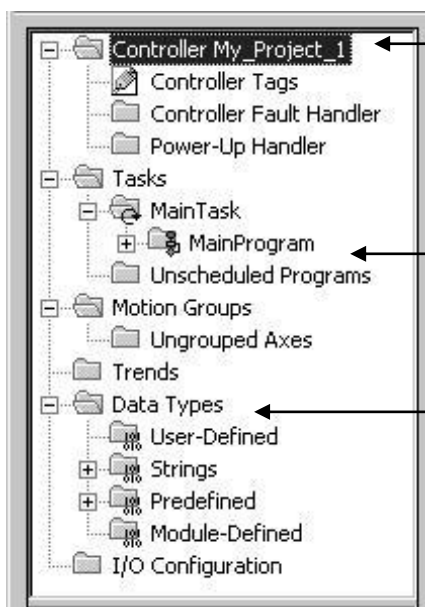 Controller My_Project_1
Controller Tags
Controller Fault Handler
Power-Up Handler
Tasks
MainTask
MainProgram
Unscheduled Programs
Motion Groups
Ungrouped Axes
Trends
Data Types
User-Defined
Strings
Predefined
Module-Defined
I/O Configuration